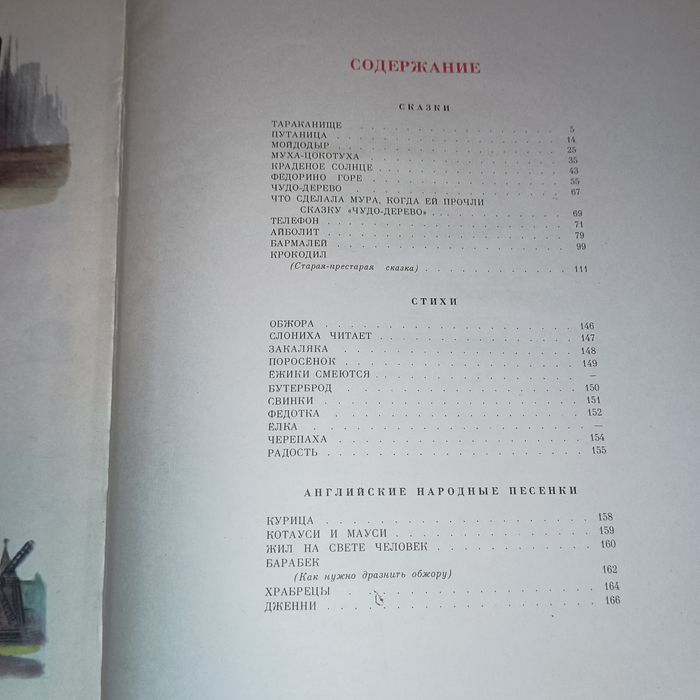 СОДЕРЖАНИЕ
СКАЗКИ
ТАРАКАНИЩЕ . . . . . . . . . . . . . . . . . . 5
ПУТАНИЦА . . . . . . . . . . . . . . . . . . 14
МОЙДОДЫР . . . . . . . . . . . . . . . . . . 25
МУХА-ЦОКОТУХА . . . . . . . . . . . . . . . . 35
КРАДЕНОЕ СОЛНЦЕ . . . . . . . . . . . . . . . 43
ФЕДОРИНО ГОРЕ . . . . . . . . . . . . . . . . 55
ЧУДО-ДЕРЕВО . . . . . . . . . . . . . . . . . 67
ЧТО СДЕЛАЛА МУРА, КОГДА ЕЙ ПРОЧЛИ
СКАЗКУ «ЧУДО-ДЕРЕВО» . . . . . . . . . . . . 69
ТЕЛЕФОН . . . . . . . . . . . . . . . . . . . 71
АЙБОЛИТ . . . . . . . . . . . . . . . . . . . 79
БАРМАЛЕЙ . . . . . . . . . . . . . . . . . . 99
КРОКОДИЛ
(Старая-престарая сказка) . . . . . . . . . . 111
СТИХИ
ОБЖОРА . . . . . . . . . . . . . . . . . . . 146
СЛОНИХА ЧИТАЕТ . . . . . . . . . . . . . . . 147
ЗАКАЛЯКА . . . . . . . . . . . . . . . . . . 148
ПОРОСЁНОК . . . . . . . . . . . . . . . . . . 149
ЁЖИКИ СМЕЮТСЯ . . . . . . . . . . . . . . . . —
БУТЕРБРОД . . . . . . . . . . . . . . . . . . 150
СВИНКИ . . . . . . . . . . . . . . . . . . . 151
ФЕДОТКА . . . . . . . . . . . . . . . . . . . 152
ЁЛКА . . . . . . . . . . . . . . . . . . . . —
ЧЕРЕПАХА . . . . . . . . . . . . . . . . . . 154
РАДОСТЬ . . . . . . . . . . . . . . . . . . . 155
АНГЛИЙСКИЕ НАРОДНЫЕ ПЕСЕНКИ
КУРИЦА . . . . . . . . . . . . . . . . . . . 158
КОТАУСИ И МАУСИ . . . . . . . . . . . . . . . 159
ЖИЛ НА СВЕТЕ ЧЕЛОВЕК . . . . . . . . . . . . 160
БАРАБЕК
(Как нужно дразнить обжору) 162
ХРАБРЕЦЫ . . . . . . . . . . . . . . . . . . 164
ДЖЕННИ . . . . . . . . . . . . . . . . . . . 166